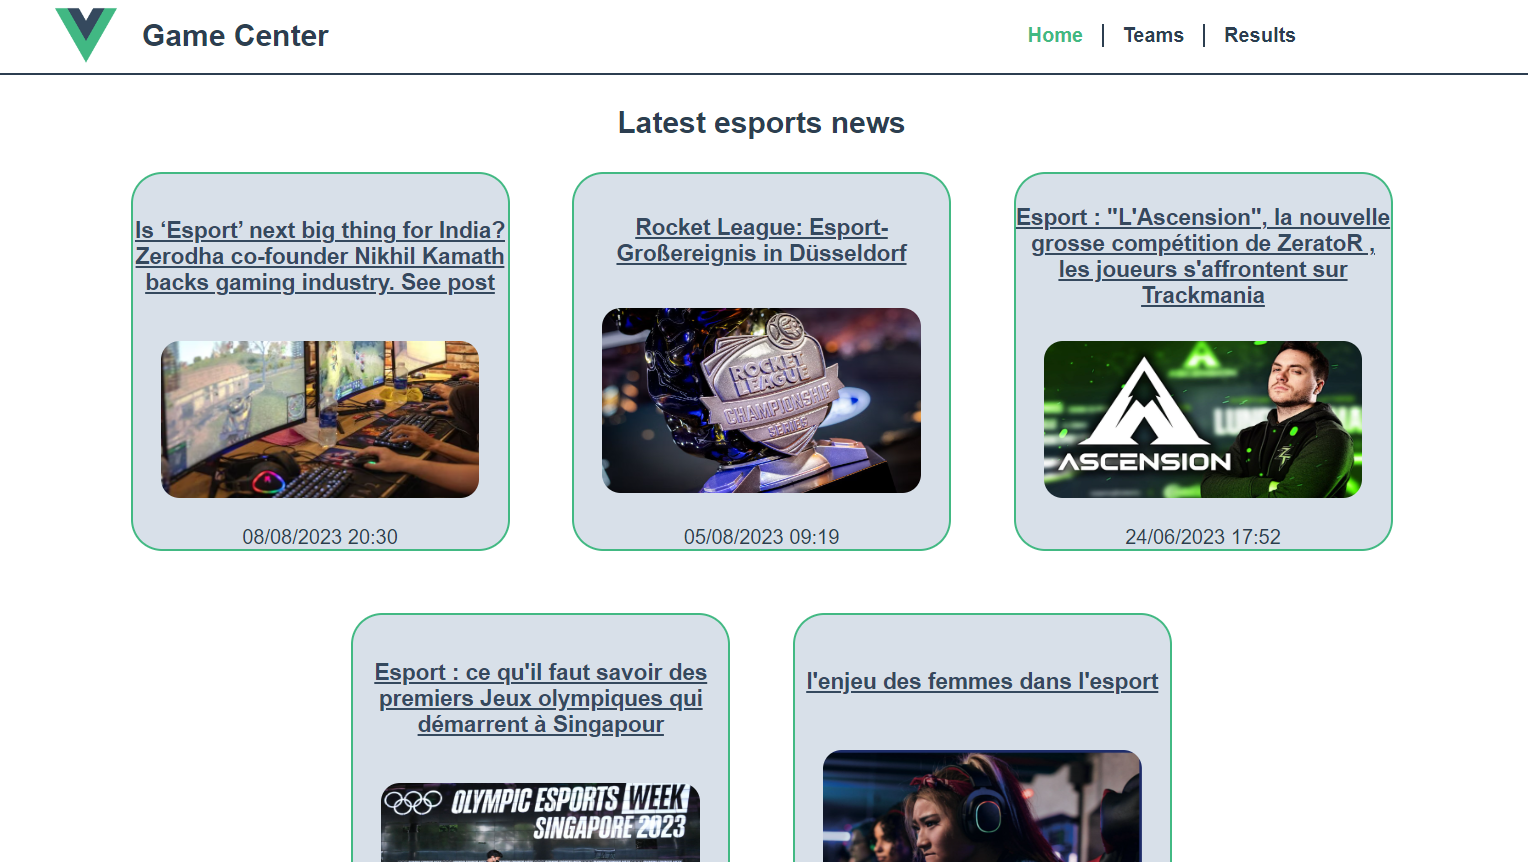 Game Center
Home
Teams
Results
Latest esports news
Is ‘Esport’ next big thing for India?
Zerodha co-founder Nikhil Kamath
backs gaming industry. See post
08/08/2023 20:30
Rocket League: Esport-
Großereignis in Düsseldorf
ROCKET
LEAGUE
CHAMPIONSHIP
SERIES
05/08/2023 09:19
Esport : "L'Ascension", la nouvelle
grosse compétition de ZeratoR ,
les joueurs s'affrontent sur
Trackmania
ASCENSION
24/06/2023 17:52
Esport : ce qu'il faut savoir des
premiers Jeux olympiques qui
démarrent à Singapour
OLYMPIC ESPORTS WEEK
SINGAPORE 2023
l'enjeu des femmes dans l'esport